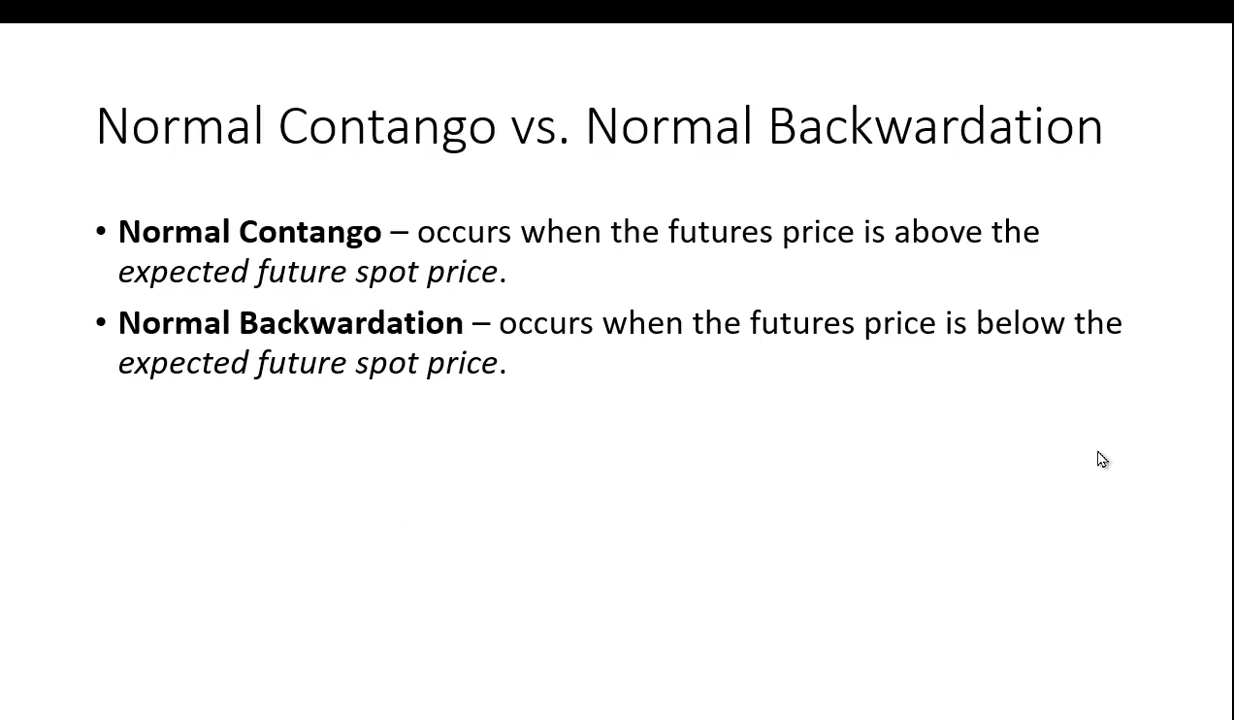 Normal Contango vs. Normal Backwardation
• Normal Contango – occurs when the futures price is above the
expected future spot price.
• Normal Backwardation – occurs when the futures price is below the
expected future spot price.